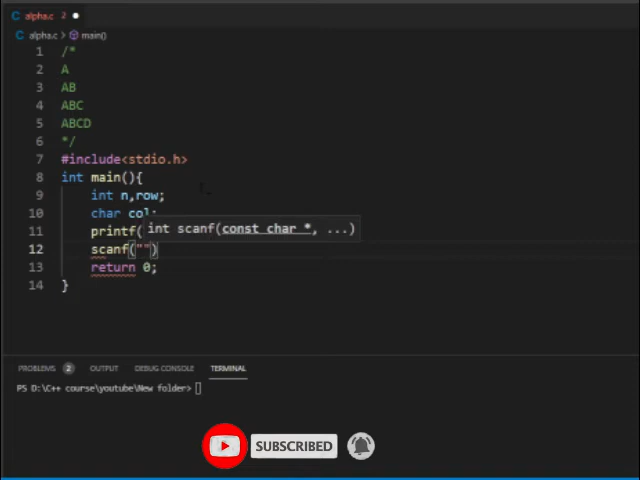 alpha.c 2
alpha.c > main()
1 /*
2 A
3 AB
4 ABC
5 ABCD
6 */
7 #include<stdio.h>
8 int main(){
9 int n,row;
10 char col;
11 printf(
int scanf(const char *, ...)
12 scanf("")
13 return 0;
14 }
PROBLEMS 2 OUTPUT DEBUG CONSOLE TERMINAL
PS D:\C++ course\youtube\New folder>
SUBSCRIBED